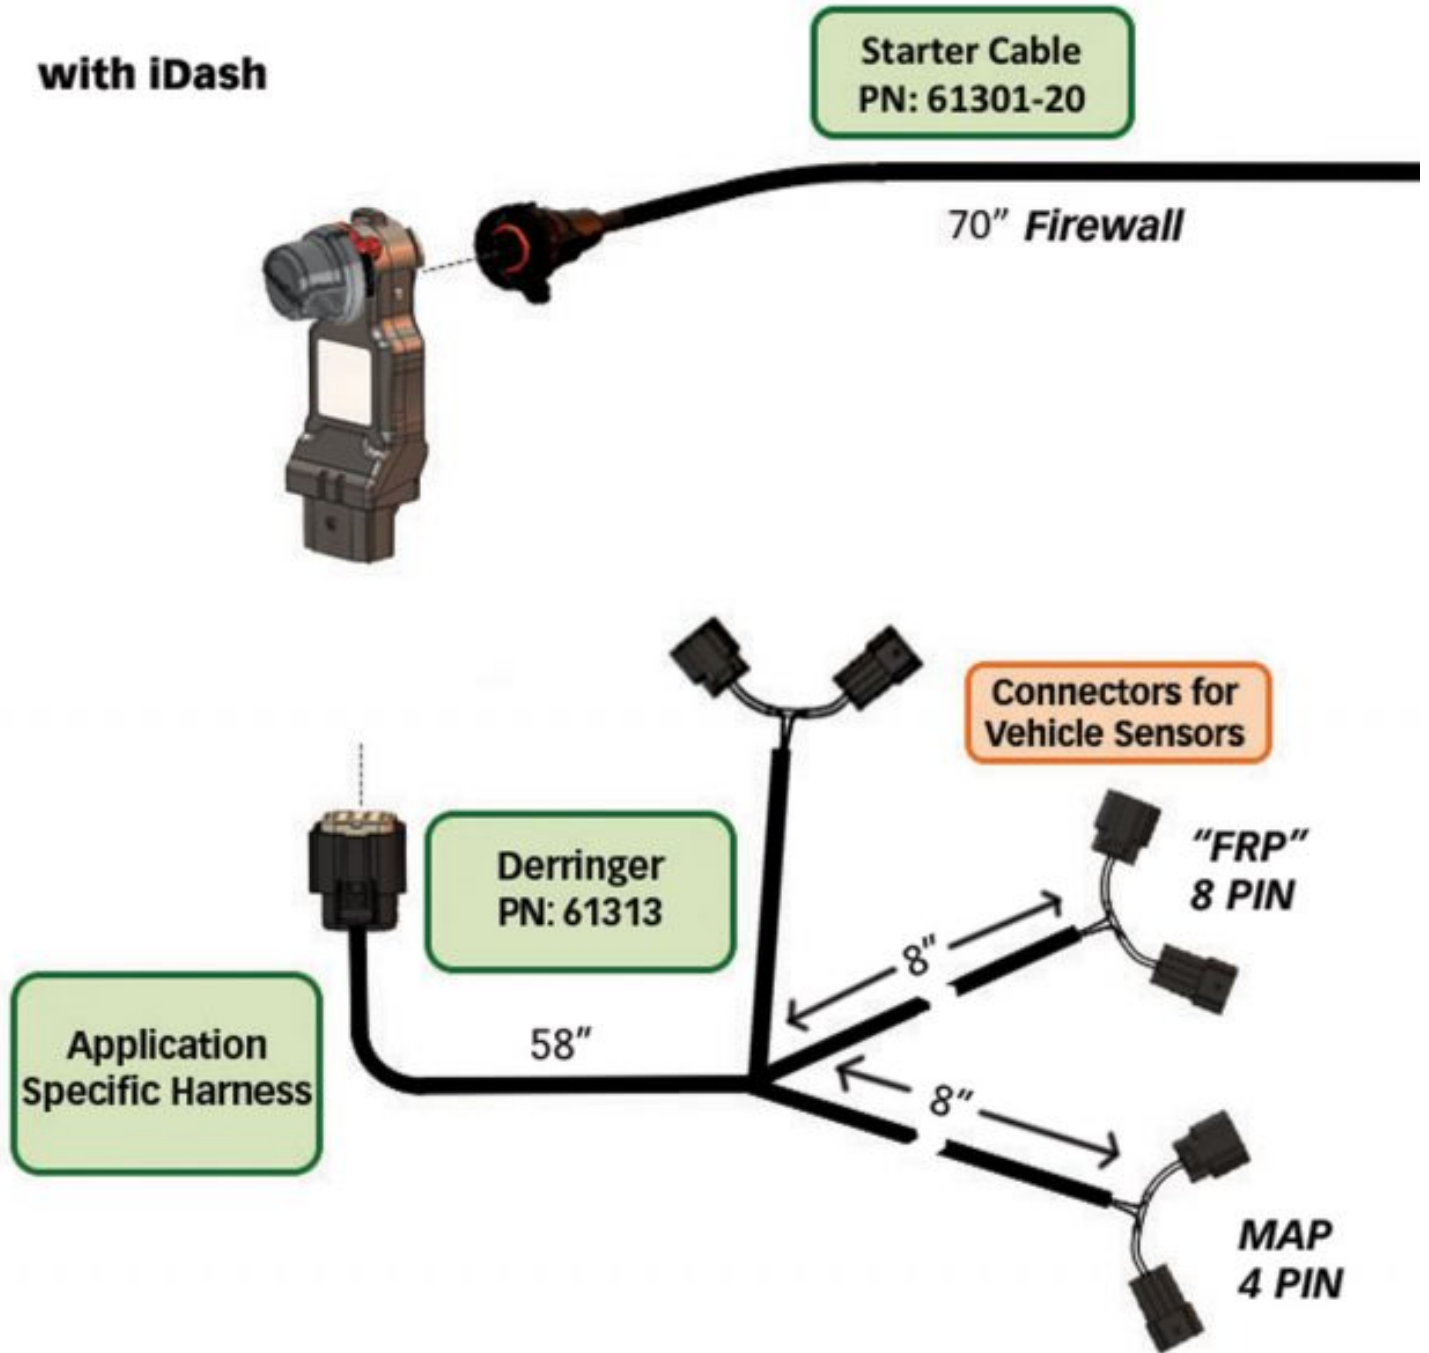 with iDash
Starter Cable
PN: 61301-20
70" Firewall
Connectors for
Vehicle Sensors
"FRP"
8 PIN
Derringer
PN: 61313
8"
Application
Specific Harness
58"
8"
MAP
4 PIN